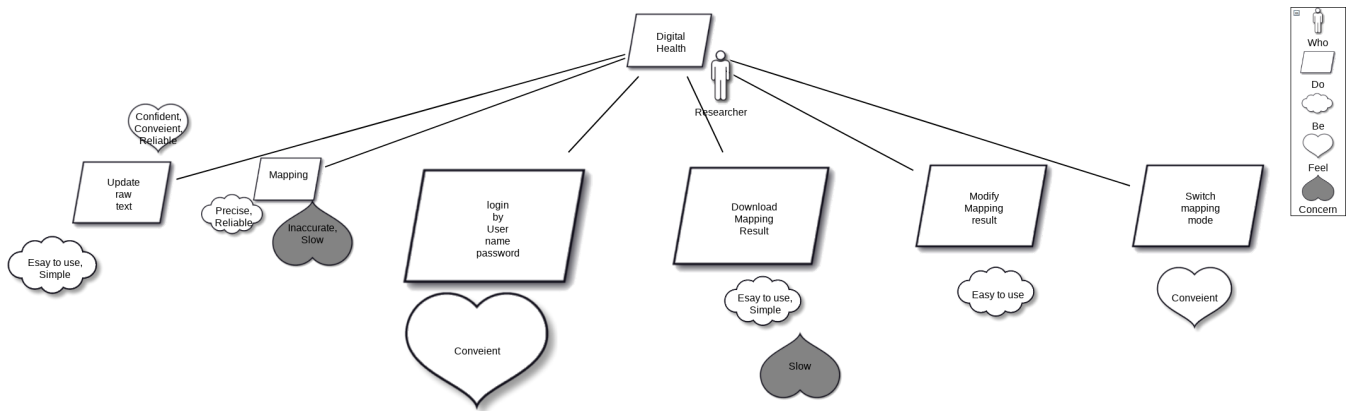 Digital
Health
Researcher
Confident,
Conveient,
Reliable
Update
raw
text
Esay to use,
Simple
Mapping
Precise,
Reliable
Inaccurate,
Slow
login
by
User
name
password
Conveient
Download
Mapping
Result
Esay to use,
Simple
Slow
Modify
Mapping
result
Easy to use
Switch
mapping
mode
Conveient
Who
Do
Be
Feel
Concern